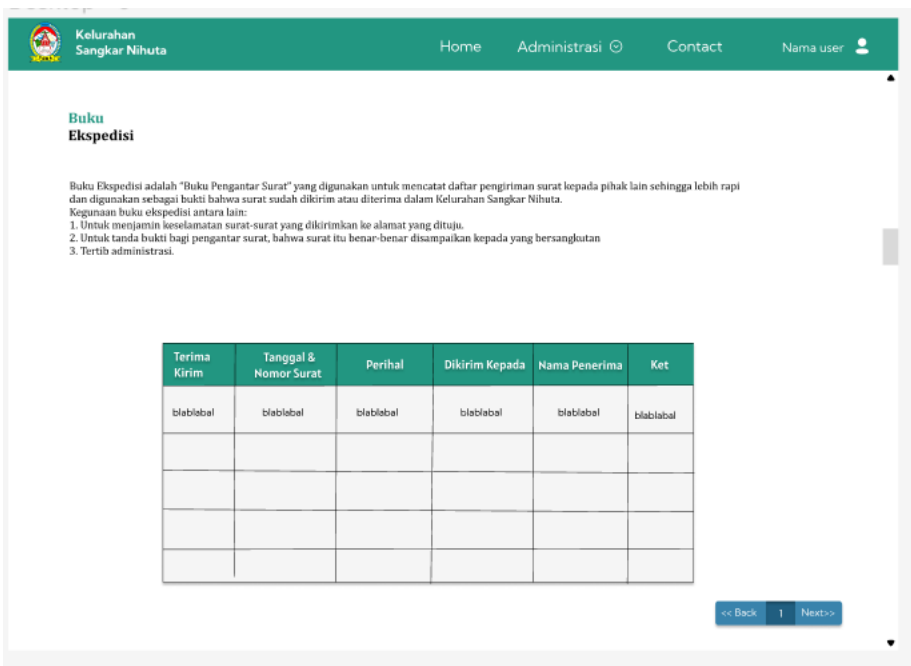 Kelurahan
Sangkar Nihuta
Home Administrasi Contact Nama user
Buku
Ekspedisi
Buku Ekspedisi adalah "Buku Pengantar Surat" yang digunakan untuk mencatat daftar pengiriman surat kepada pihak lain sehingga lebih rapi
dan digunakan sebagai bukti bahwa surat sudah dikirim atau diterima dalam Kelurahan Sangkar Nihuta.
Kegunaan buku ekspedisi antara lain:
1. Untuk menjamin keselamatan surat-surat yang dikirimkan ke alamat yang dituju.
2. Untuk tanda bukti bagi pengantar surat, bahwa surat itu benar-benar disampaikan kepada yang bersangkutan
3. Tertib administrasi.
Terima Kirim Tanggal & Nomor Surat Perihal Dikirim Kepada Nama Penerima Ket
blablabal blablabal blablabal blablabal blablabal blablabal
<< Back 1 Next>>